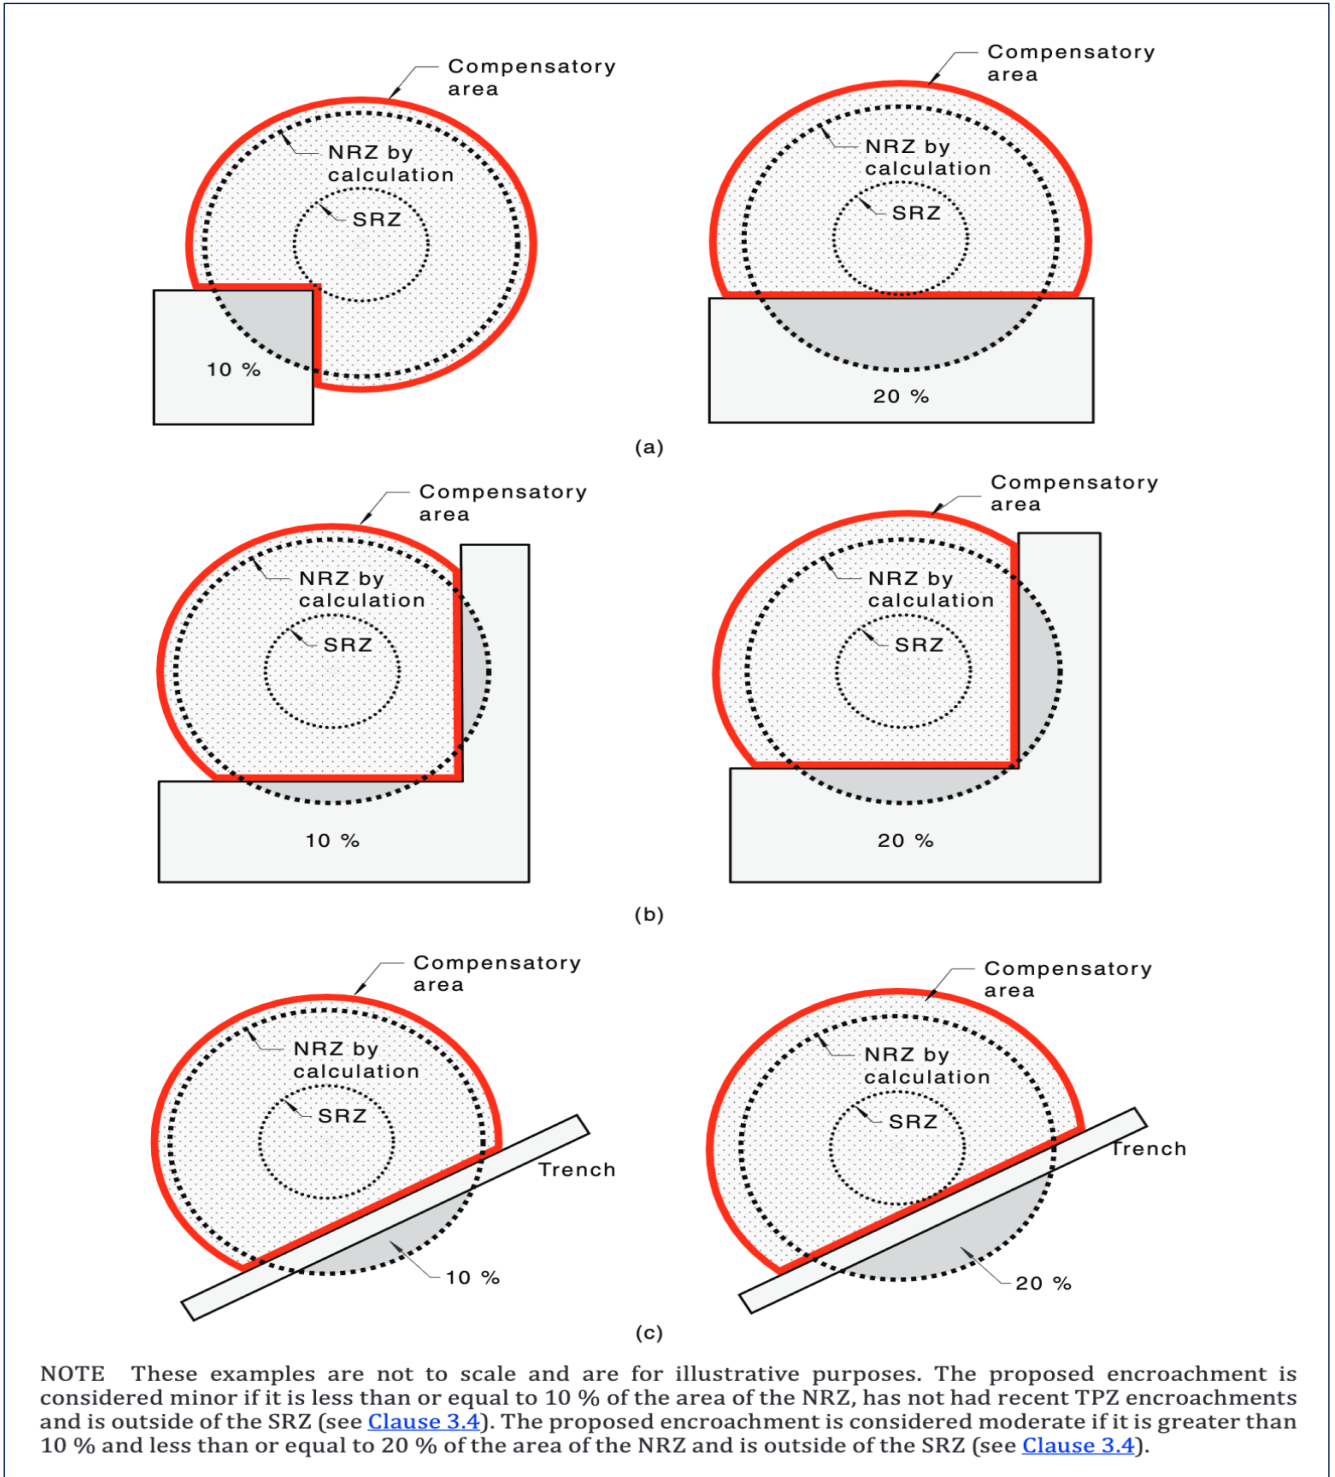 Compensatory
area
NRZ by
calculation
SRZ
10 %
Compensatory
area
NRZ by
calculation
SRZ
20 %
(a)
Compensatory
area
NRZ by
calculation
SRZ
10 %
Compensatory
area
NRZ by
calculation
SRZ
20 %
(b)
Compensatory
area
NRZ by
calculation
SRZ
Trench
10 %
Compensatory
area
NRZ by
calculation
SRZ
Trench
20 %
(c)
NOTE These examples are not to scale and are for illustrative purposes. The proposed encroachment is
considered minor if it is less than or equal to 10 % of the area of the NRZ, has not had recent TPZ encroachments
and is outside of the SRZ (see Clause 3.4). The proposed encroachment is considered moderate if it is greater than
10 % and less than or equal to 20 % of the area of the NRZ and is outside of the SRZ (see Clause 3.4).